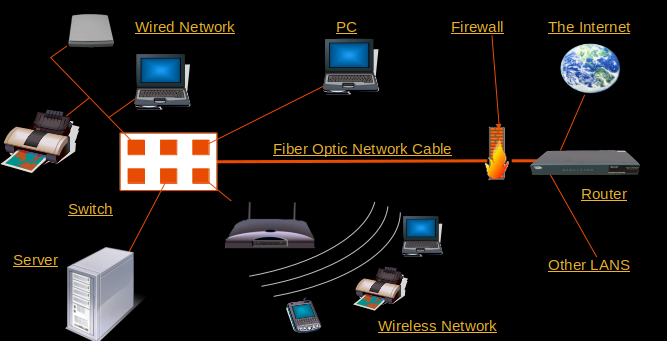 Wired Network
PC
Firewall
The Internet
Fiber Optic Network Cable
Router
Switch
Server
Other LANS
Wireless Network